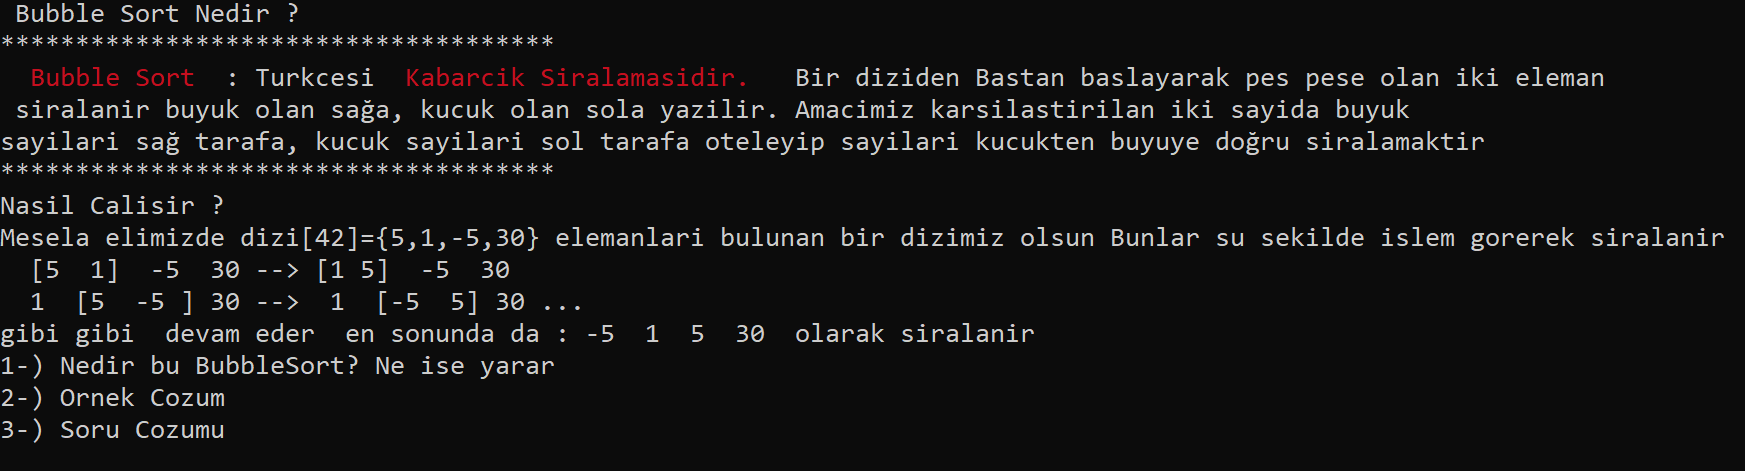 Bubble Sort Nedir ?
*************************************
Bubble Sort  : Turkcesi  Kabarcik Siralamasidir.   Bir diziden Bastan baslayarak pes pese olan iki eleman
siralanir buyuk olan sağa, kucuk olan sola yazilir. Amacimiz karsilastirilan iki sayida buyuk
sayilari sağ tarafa, kucuk sayilari sol tarafa oteleyip sayilari kucukten buyuye doğru siralamaktir
*************************************
Nasil Calisir ?
Mesela elimizde dizi[42]={5,1,-5,30} elemanlari bulunan bir dizimiz olsun Bunlar su sekilde islem gorerek siralanir
[5  1]  -5  30 --> [1 5]  -5  30
1  [5  -5 ] 30 -->  1  [-5  5] 30 ...
gibi gibi  devam eder  en sonunda da : -5  1  5  30  olarak siralanir
1-) Nedir bu BubbleSort? Ne ise yarar
2-) Ornek Cozum
3-) Soru Cozumu